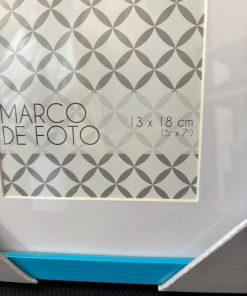 MARCO
DE FOTO
13 x 18 cm
(5" x 7")